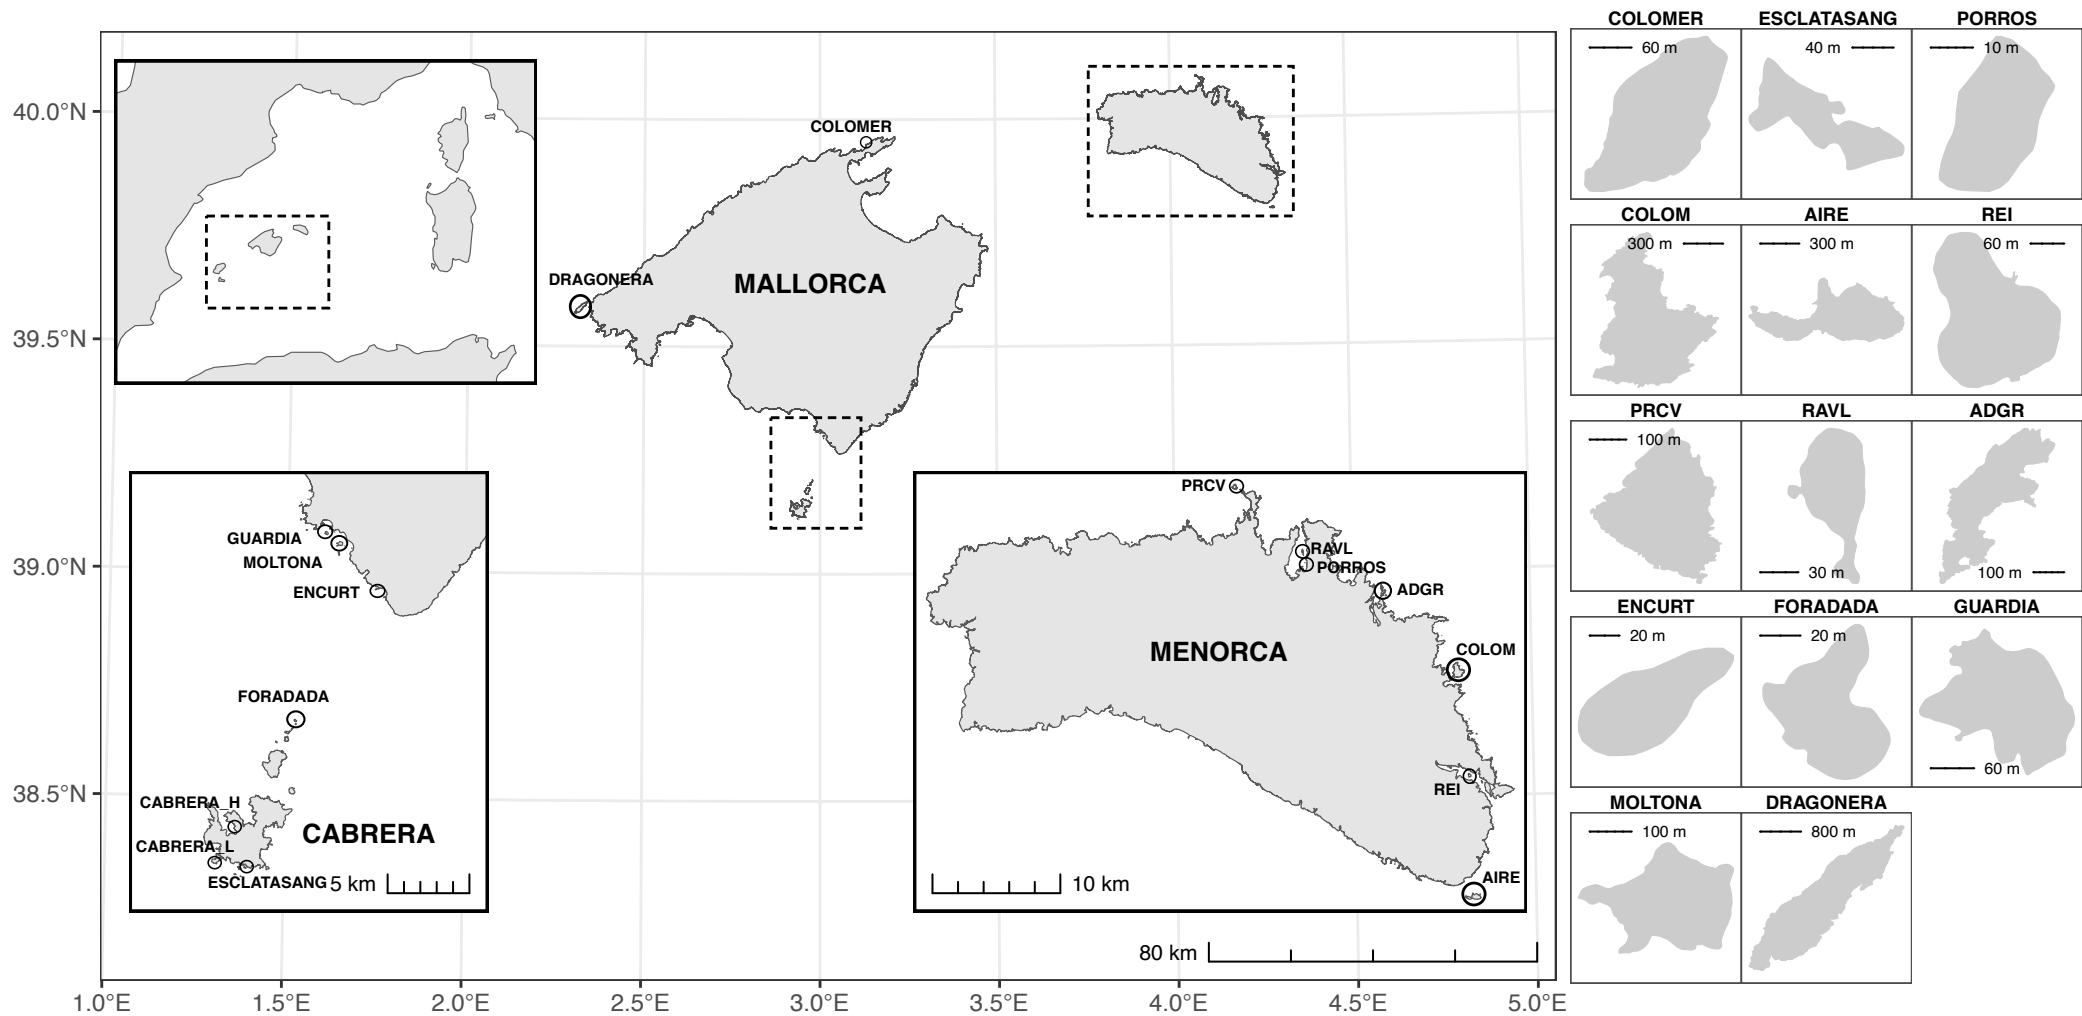 40.0°N
39.5°N
39.0°N
38.5°N
1.0°E
1.5°E
2.0°E
2.5°E
3.0°E
3.5°E
4.0°E
4.5°E
5.0°E
COLOMER
DRAGONERA
MALLORCA
80 km
GUARDIA
MOLTONA
ENCURT
FORADADA
CABRERA_H
CABRERA
CABRERA_L
ESCLATASANG
5 km
PRCV
RAVL
PORROS
ADGR
MENORCA
COLOM
REI
AIRE
10 km
COLOMER
60 m
ESCLATASANG
40 m
PORROS
10 m
COLOM
300 m
AIRE
300 m
REI
60 m
PRCV
100 m
RAVL
30 m
ADGR
100 m
ENCURT
20 m
FORADADA
20 m
GUARDIA
60 m
MOLTONA
100 m
DRAGONERA
800 m